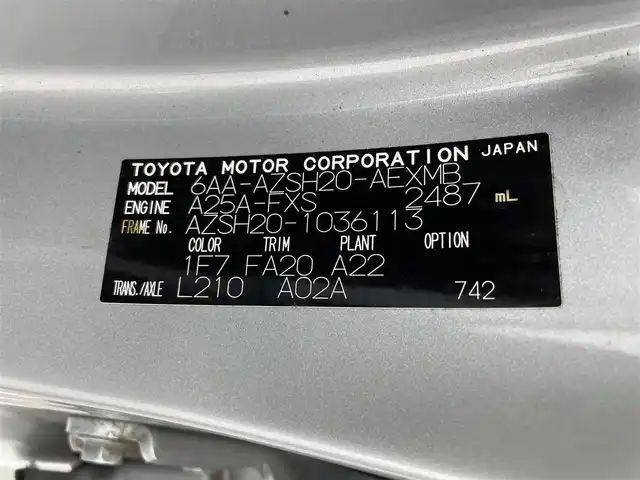 TOYOTA MOTOR CORPORATION JAPAN
MODEL 6AA-AZSH20-AEXMB
ENGINE A25A-FXS 2487 mL
FRAME No. AZSH20-1036113
COLOR TRIM PLANT OPTION
1F7 FA20 A22
TRANS./AXLE L210 A02A 742